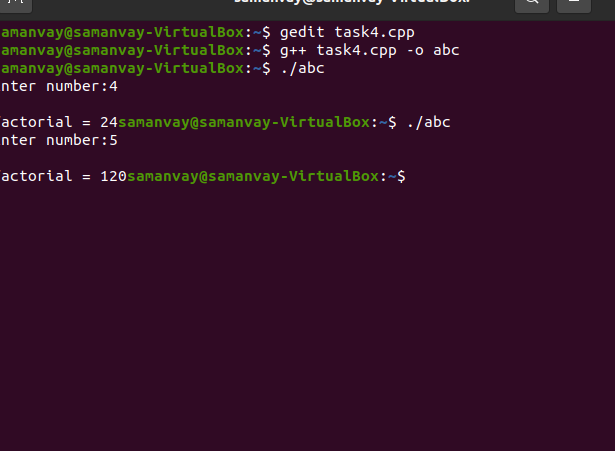 samanvay@samanvay-VirtualBox:
amanvay@samanvay-VirtualBox:~$ gedit task4.cpp
amanvay@samanvay-VirtualBox:~$ g++ task4.cpp -o abc
amanvay@samanvay-VirtualBox:~$ ./abc
nter number:4
actorial = 24samanvay@samanvay-VirtualBox:~$ ./abc
nter number:5
actorial = 120samanvay@samanvay-VirtualBox:~$